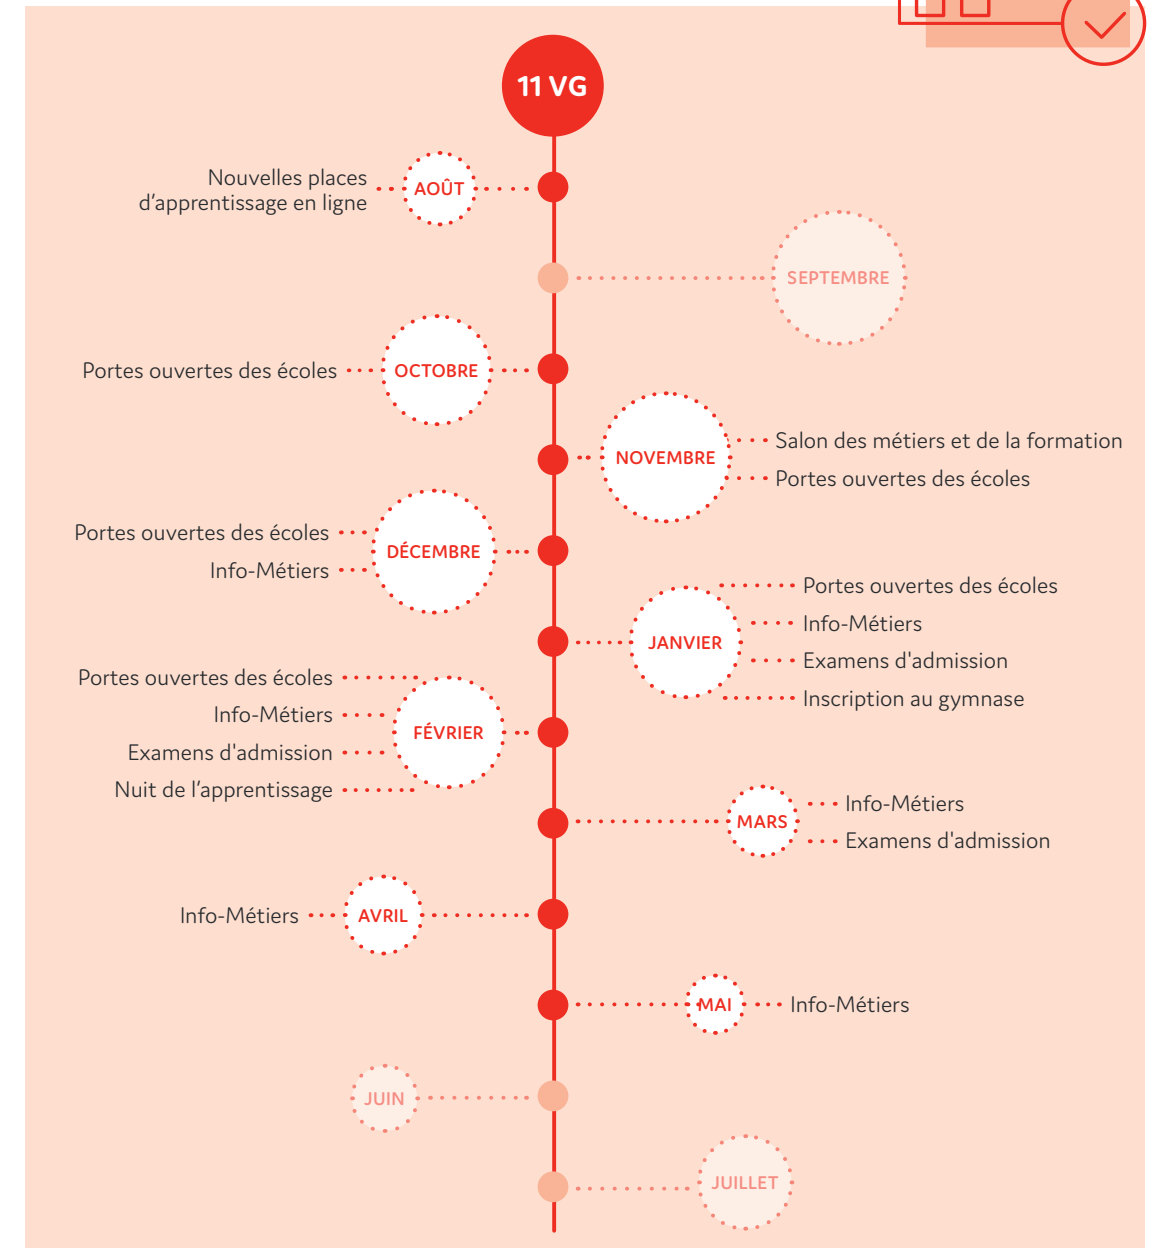 11 VG
Nouvelles places
d’apprentissage en ligne
AOÛT
SEPTEMBRE
Portes ouvertes des écoles
OCTOBRE
NOVEMBRE
Salon des métiers et de la formation
Portes ouvertes des écoles
Portes ouvertes des écoles
Info-Métiers
DÉCEMBRE
JANVIER
Portes ouvertes des écoles
Info-Métiers
Examens d'admission
Inscription au gymnase
Portes ouvertes des écoles
Info-Métiers
Examens d'admission
Nuit de l’apprentissage
FÉVRIER
MARS
Info-Métiers
Examens d'admission
Info-Métiers
AVRIL
MAI
Info-Métiers
JUIN
JUILLET